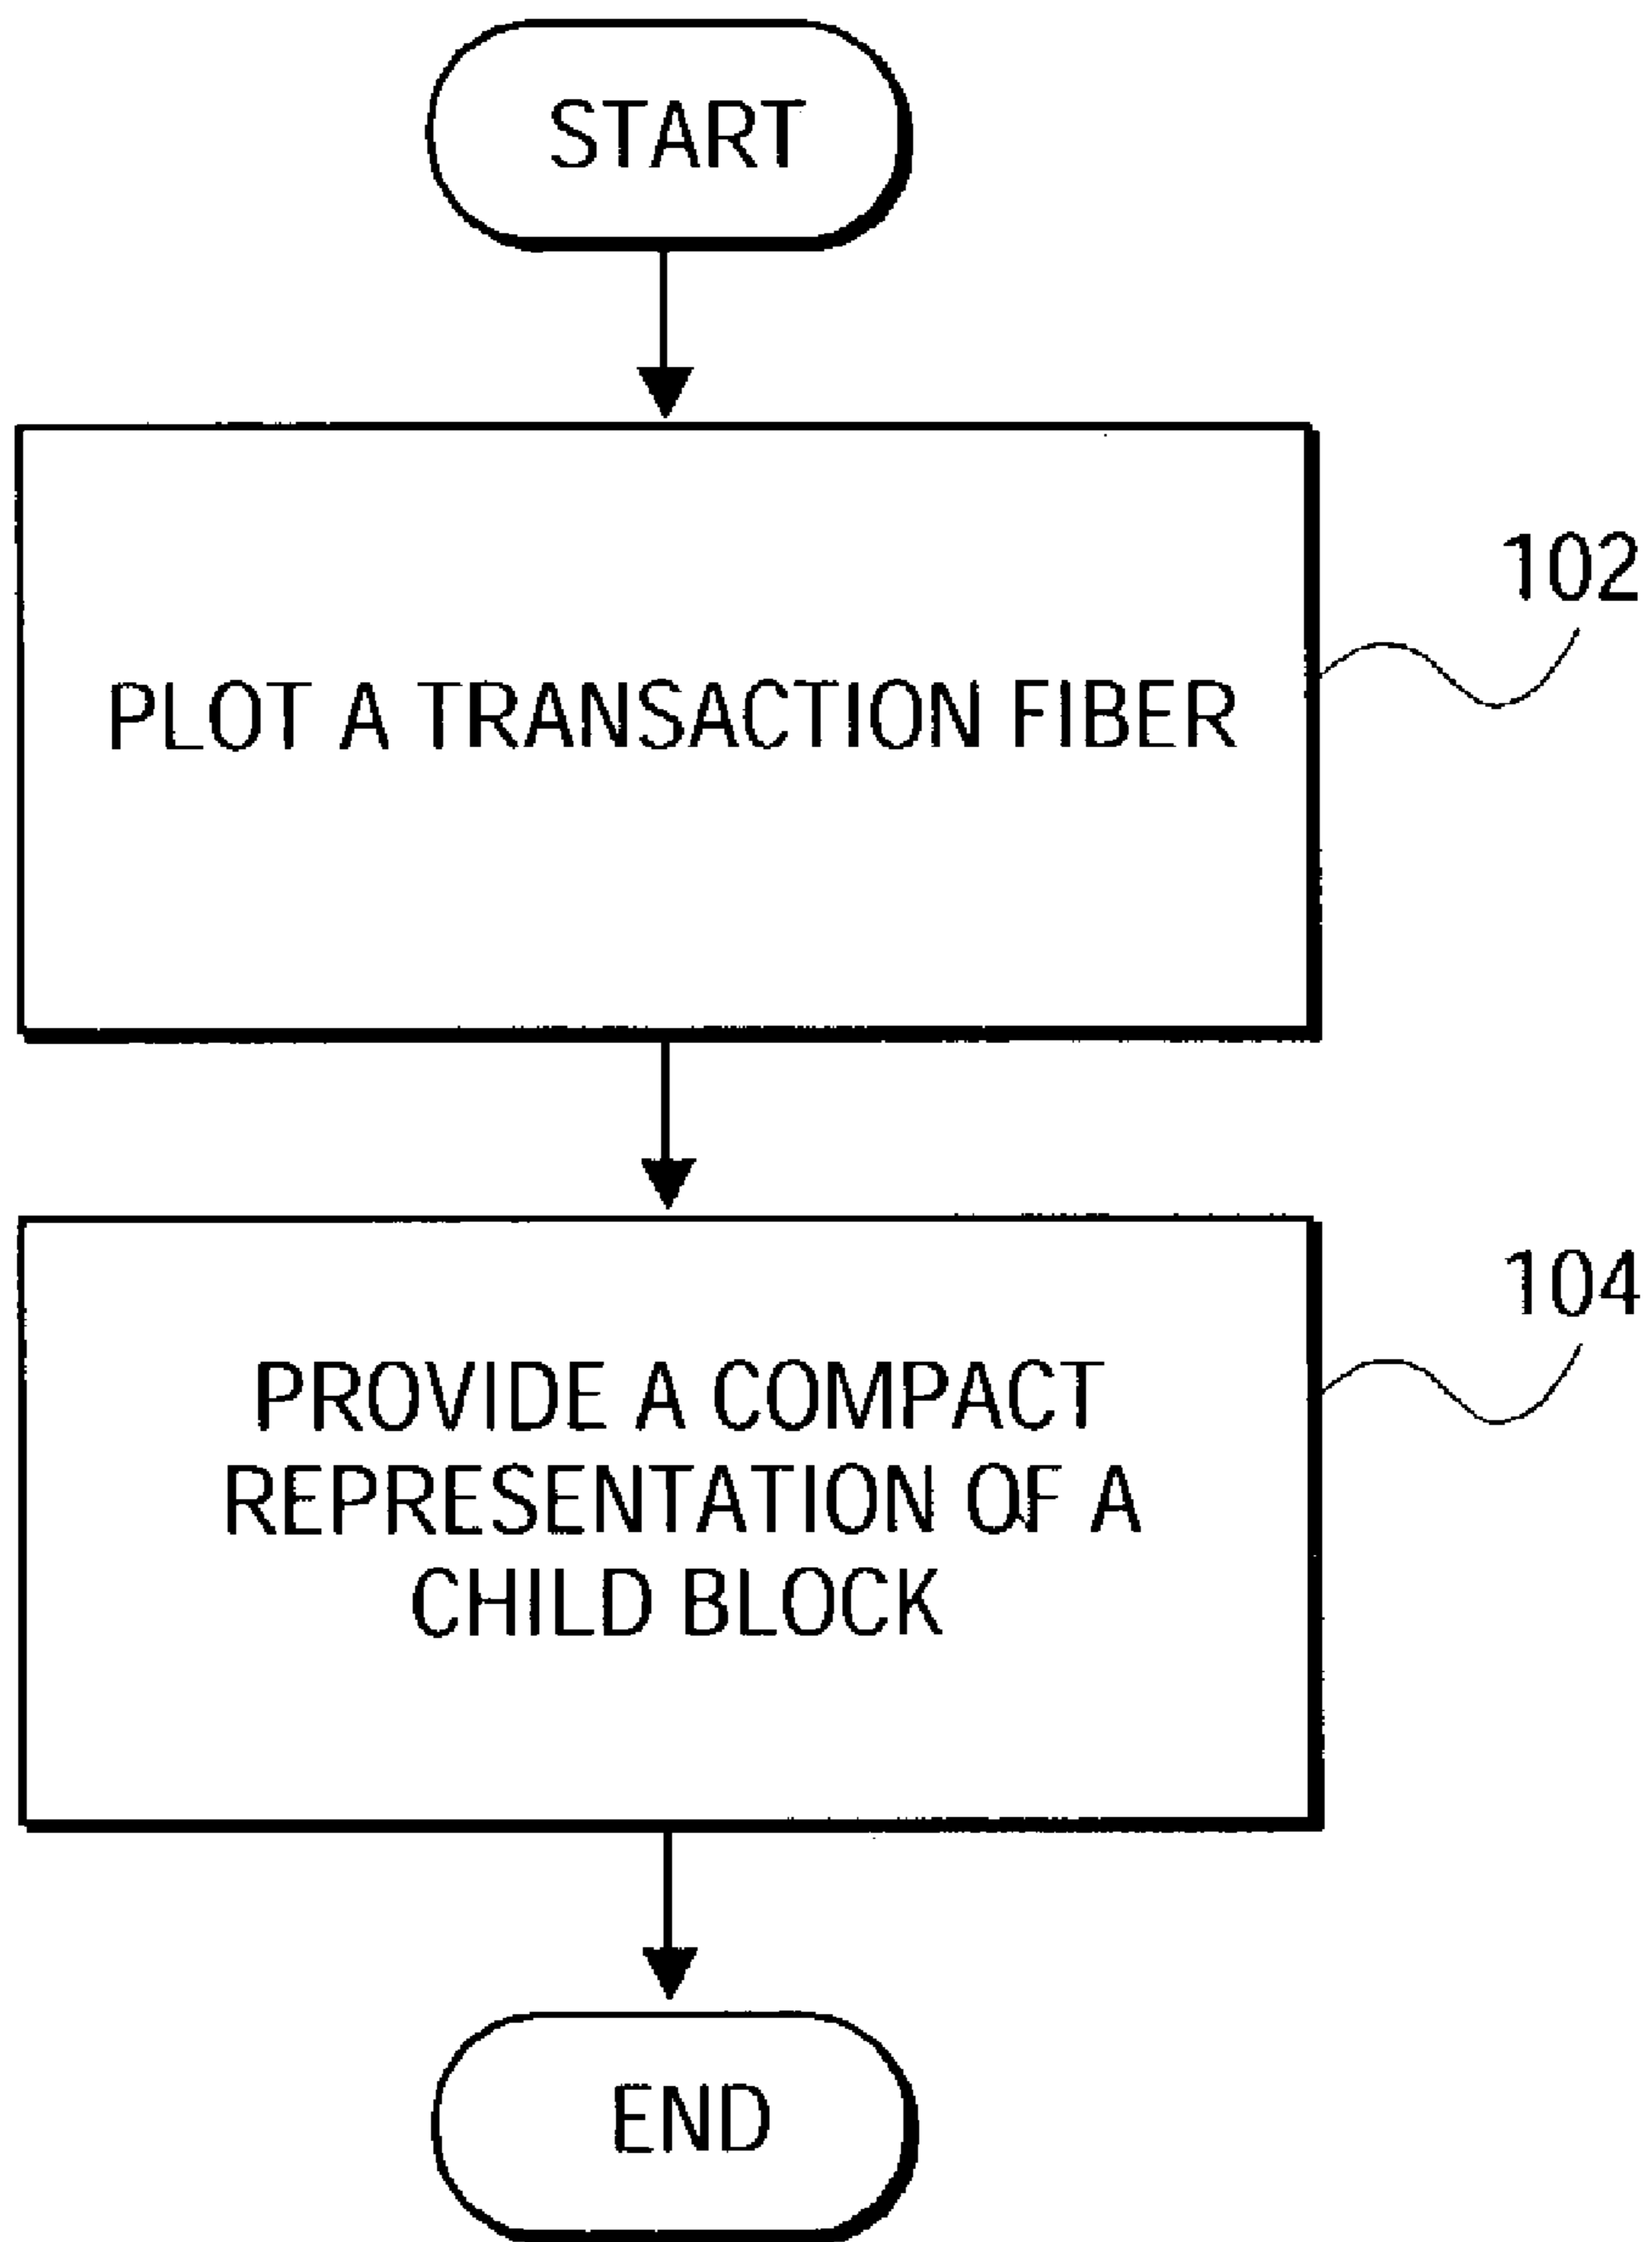 START
102
PLOT A TRANSACTION FIBER
104
PROVIDE A COMPACT
REPRESENTATION OF A
CHILD BLOCK
END